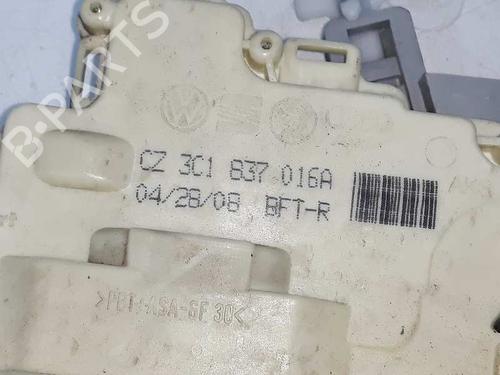 B-PARTS
CZ 3C1 837 016A
04/28/08 BFT-R
>PBT+ASA-GF 30<